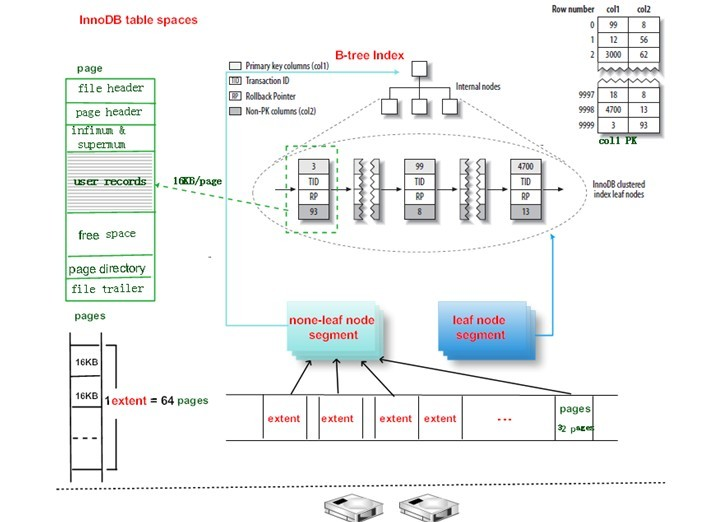 InnoDB table spaces
Row number col1 col2
0 99 8
1 12 56
2 3000 62
9997 18 8
9998 4700 13
9999 3 93
col1 PK
B-tree Index
Primary key columns (col1)
TID Transaction ID
RP Rollback Pointer
Non-PK columns (col2)
Internal nodes
page
file header
page header
infimum &
supernum
user records
free space
page directory
file trailer
16KB/page
3 99 4700
TID TID TID
RP RP RP
93 8 13
InnoDB clustered
index leaf nodes
none-leaf node
segment
leaf node
segment
pages
16KB
16KB
1extent = 64 pages
extent extent extent extent ... pages
32 pages